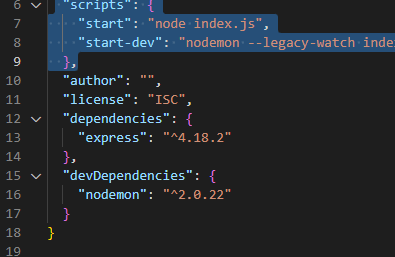 6 "scripts": {
7 "start": "node index.js",
8 "start-dev": "nodemon --legacy-watch index
9 },
10 "author": "",
11 "license": "ISC",
12 "dependencies": {
13 "express": "^4.18.2"
14 },
15 "devDependencies": {
16 "nodemon": "^2.0.22"
17 }
18 }
19